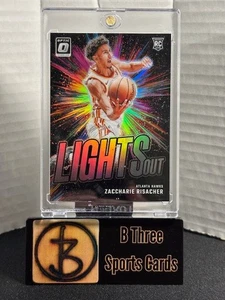 OPTIC
RC
LIGHTS
OUT
ATLANTA HAWKS
ZACCHARIE RISACHER
B
B Three
Sports Cards